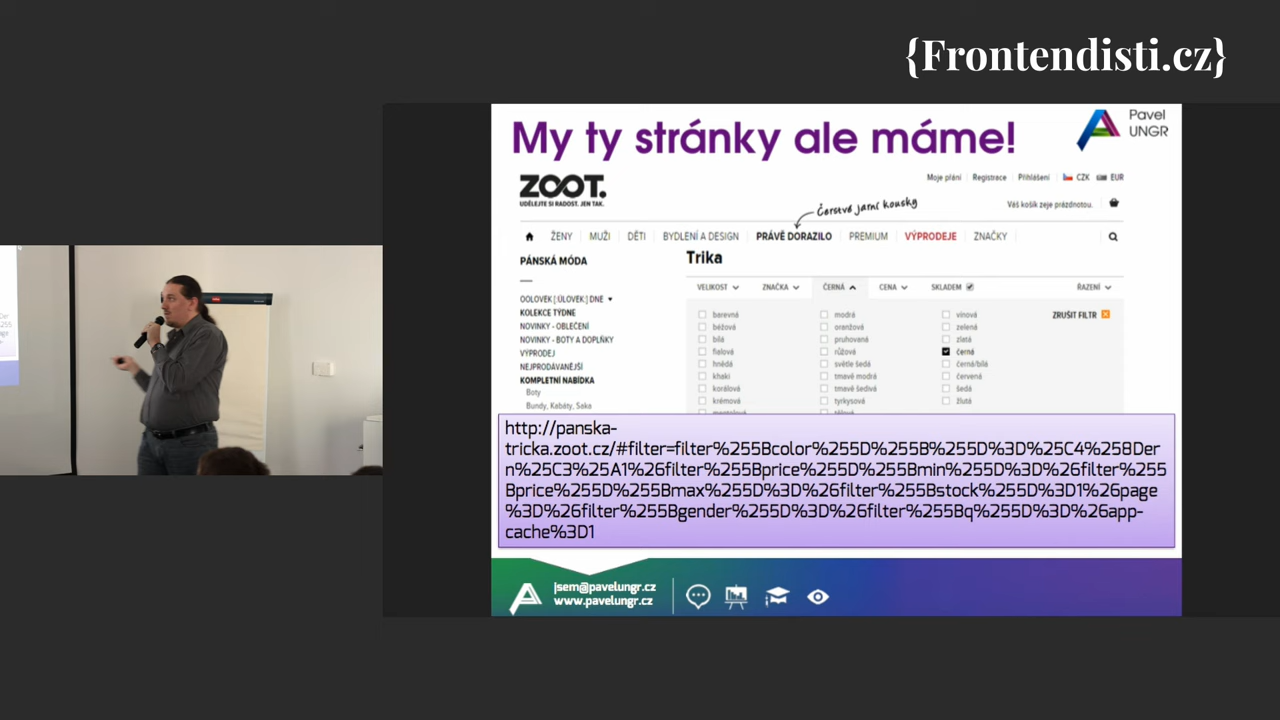 {Frontendisti.cz}
My ty stránky ale máme!
Pavel
UNGR
ZOOT.
UDĚLEJTE SI RADOST. JEN TAK.
Moje přání Registrace Přihlášení CZK EUR
Čerstvé jarní kousky
Váš košík zeje prázdnotou.
ŽENY MUŽI DĚTI BYDLENÍ A DESIGN PRÁVĚ DORAZILO PREMIUM VÝPRODEJE ZNAČKY
PÁNSKÁ MÓDA
Trika
VELIKOST ZNAČKA ČERNÁ CENA SKLADEM ŘAZENÍ
OOLOVEK [:ÚLOVEK:] DNE
KOLEKCE TÝDNE
NOVINKY - OBLEČENÍ
NOVINKY - BOTY A DOPLŇKY
VÝPRODEJ
NEJPRODÁVANĚJŠÍ
KOMPLETNÍ NABÍDKA
Boty
Bundy, Kabáty, Saka
barevná modrá vínová ZRUŠIT FILTR
béžová oranžová zelená
bílá pruhovaná zlatá
fialová růžová černá
hnědá světle šedá černá/bílá
khaki tmavě modrá červená
korálová tmavě šedivá šedá
krémová tyrkysová žlutá
http://panska-
tricka.zoot.cz/#filter=filter%255Bcolor%255D%255B%255D%3D%25C4%258Der
n%25C3%25A1%26filter%255Bprice%255D%255Bmin%255D%3D%26filter%255
Bprice%255D%255Bmax%255D%3D%26filter%255Bstock%255D%3D1%26page
%3D%26filter%255Bgender%255D%3D%26filter%255Bq%255D%3D%26app-
cache%3D1
jsem@pavelungr.cz
www.pavelungr.cz